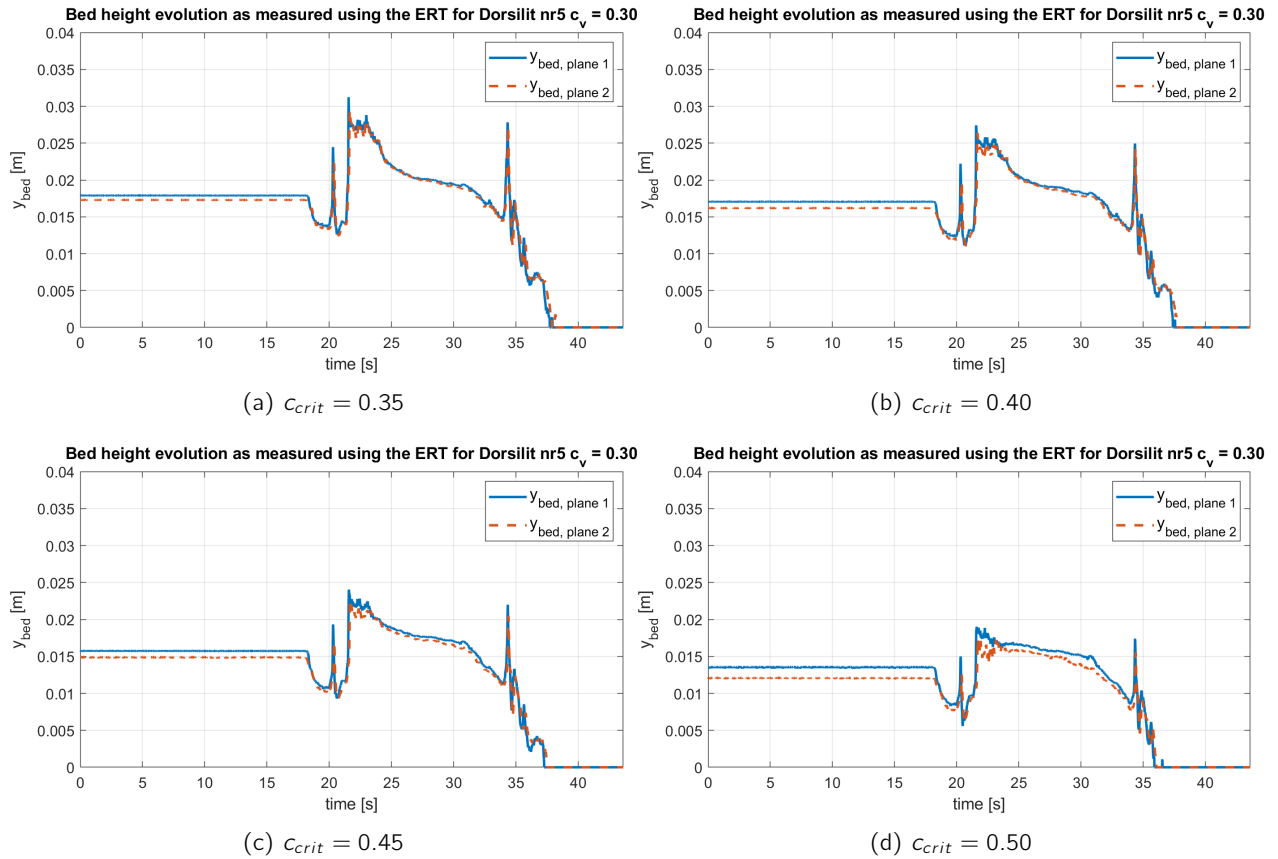 Bed height evolution as measured using the ERT for Dorsilit nr5 c_v = 0.30
0.04
0.035
0.03
0.025
0.02
0.015
0.01
0.005
0
y_bed [m]
y_bed, plane 1
y_bed, plane 2
0 5 10 15 20 25 30 35 40
time [s]
(a) c_crit = 0.35
Bed height evolution as measured using the ERT for Dorsilit nr5 c_v = 0.30
0.04
0.035
0.03
0.025
0.02
0.015
0.01
0.005
0
y_bed [m]
y_bed, plane 1
y_bed, plane 2
0 5 10 15 20 25 30 35 40
time [s]
(b) c_crit = 0.40
Bed height evolution as measured using the ERT for Dorsilit nr5 c_v = 0.30
0.04
0.035
0.03
0.025
0.02
0.015
0.01
0.005
0
y_bed [m]
y_bed, plane 1
y_bed, plane 2
0 5 10 15 20 25 30 35 40
time [s]
(c) c_crit = 0.45
Bed height evolution as measured using the ERT for Dorsilit nr5 c_v = 0.30
0.04
0.035
0.03
0.025
0.02
0.015
0.01
0.005
0
y_bed [m]
y_bed, plane 1
y_bed, plane 2
0 5 10 15 20 25 30 35 40
time [s]
(d) c_crit = 0.50